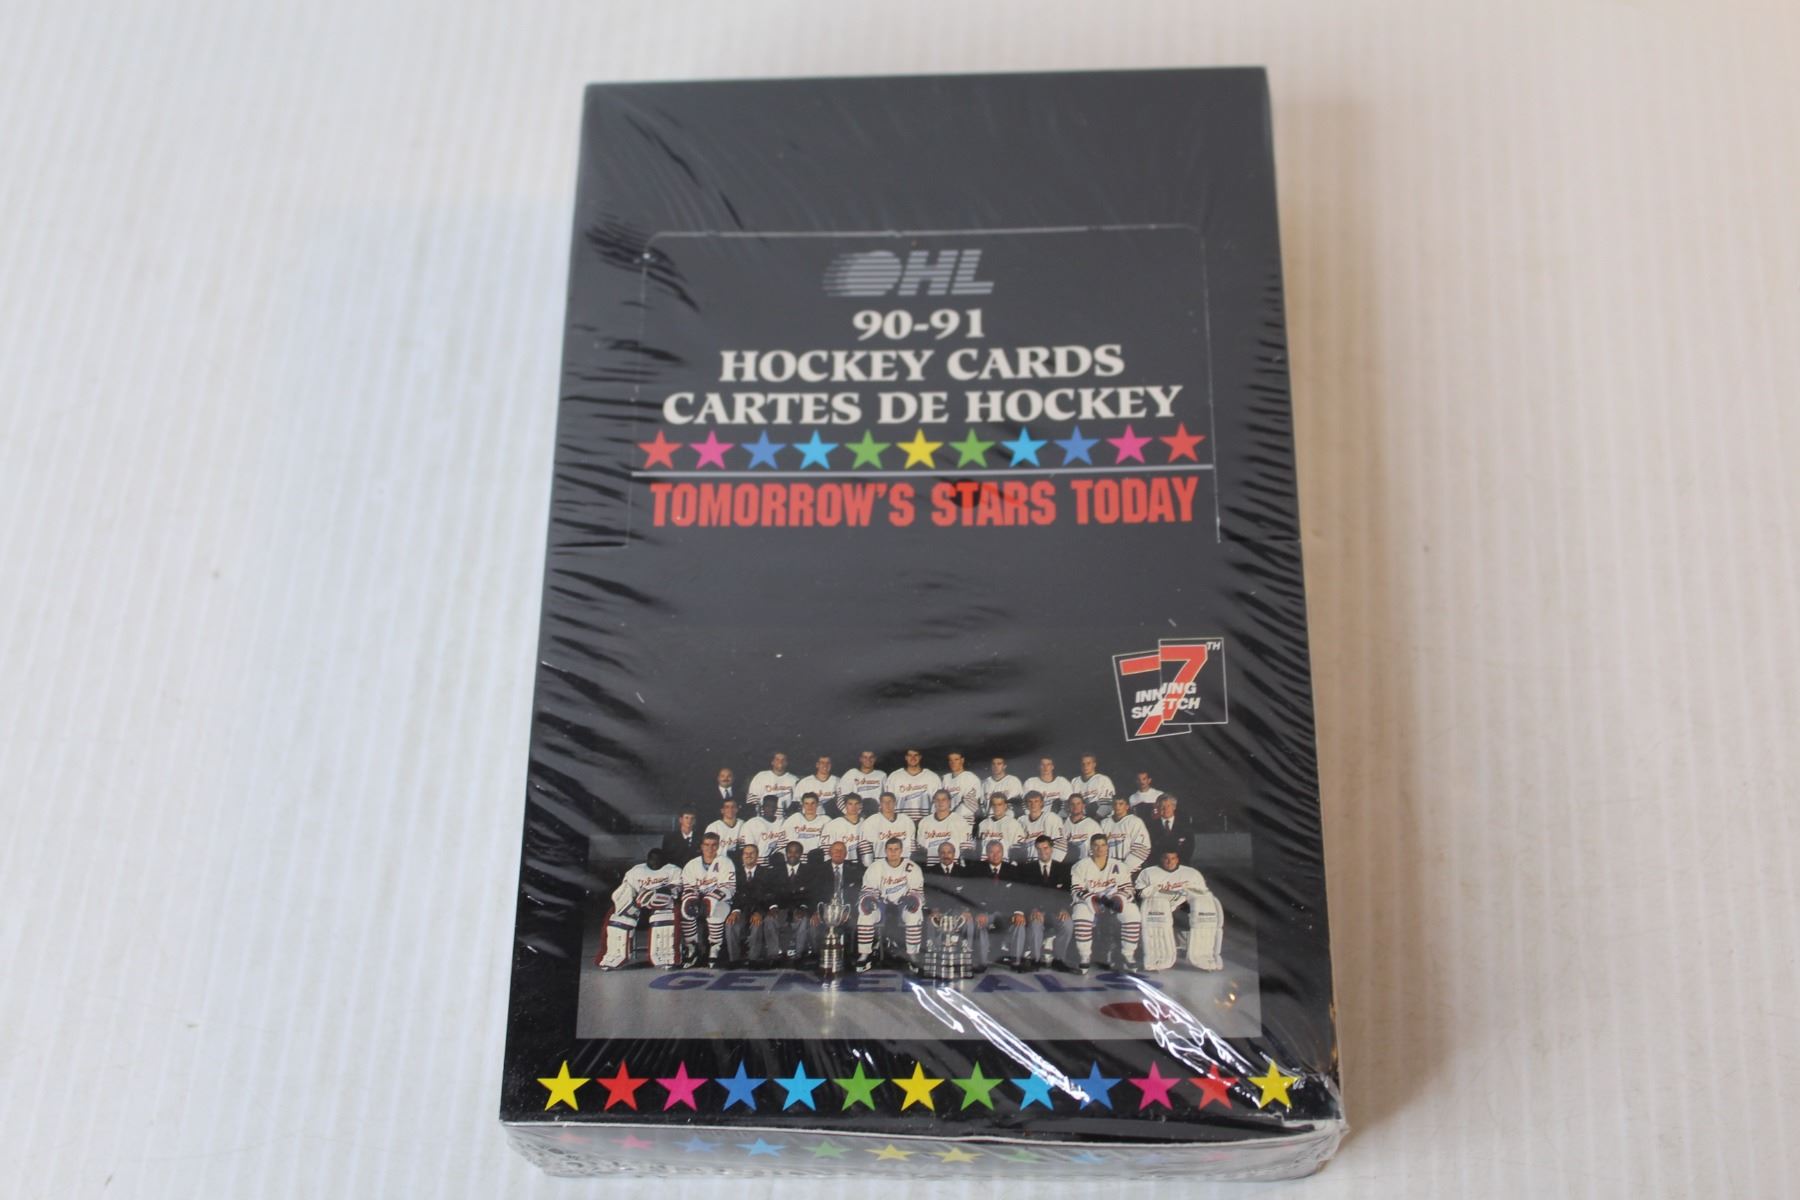 OHL
90-91
HOCKEY CARDS
CARTES DE HOCKEY
TOMORROW'S STARS TODAY
7TH
INNING
SKETCH
GENERALS